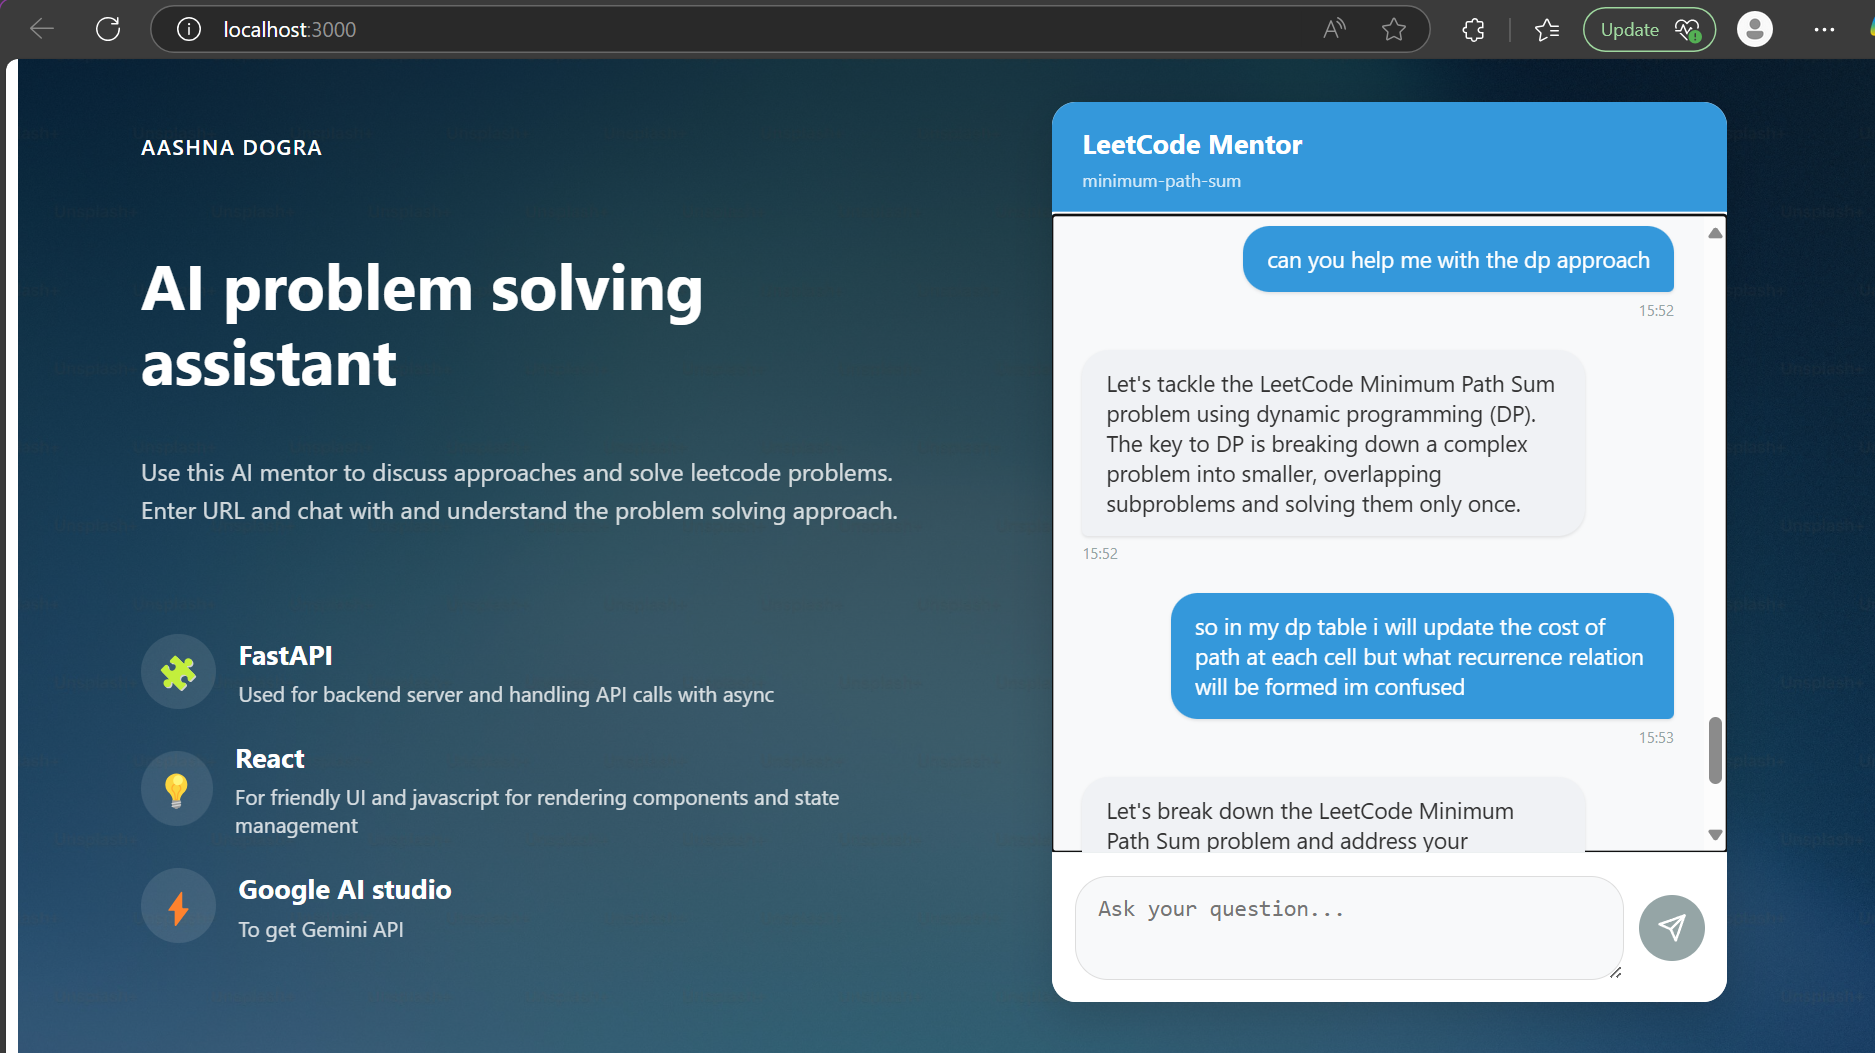 localhost:3000
Update
AASHNA DOGRA
AI problem solving
assistant
Use this AI mentor to discuss approaches and solve leetcode problems.
Enter URL and chat with and understand the problem solving approach.
FastAPI
Used for backend server and handling API calls with async
React
For friendly UI and javascript for rendering components and state
management
Google AI studio
To get Gemini API
LeetCode Mentor
minimum-path-sum
can you help me with the dp approach
15:52
Let's tackle the LeetCode Minimum Path Sum
problem using dynamic programming (DP).
The key to DP is breaking down a complex
problem into smaller, overlapping
subproblems and solving them only once.
15:52
so in my dp table i will update the cost of
path at each cell but what recurrence relation
will be formed im confused
15:53
Let's break down the LeetCode Minimum
Path Sum problem and address your
Ask your question...